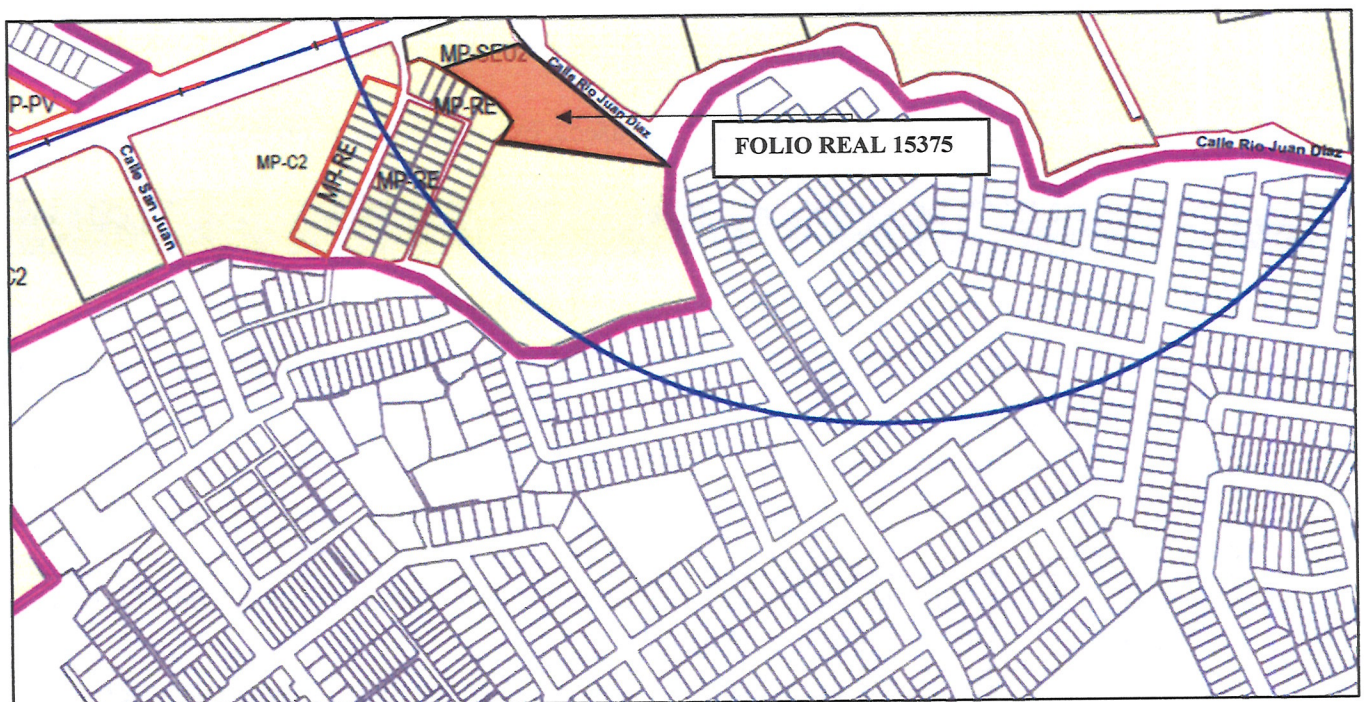 MP-SEU2
Calle Rio Juan Diaz
P-PV
MP-RE
FOLIO REAL 15375
Calle Rio Juan Diaz
MP-C2
MP-RE
MP-RE
Calle San Juan
C2